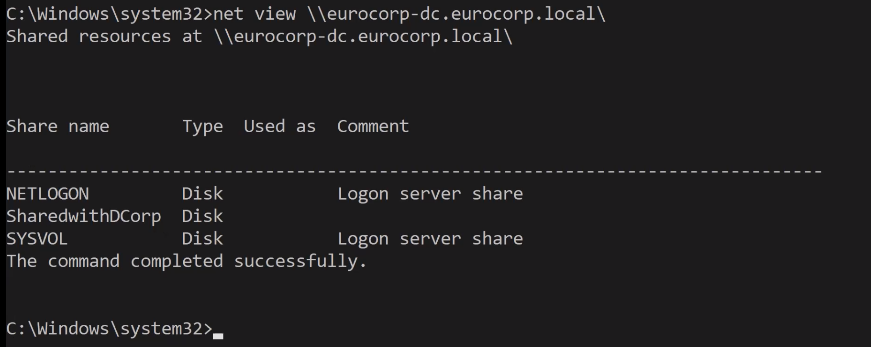 C:\Windows\system32>net view \\eurocorp-dc.eurocorp.local\
Shared resources at \\eurocorp-dc.eurocorp.local\
Share name       Type  Used as  Comment
-------------------------------------------------------------------------------
NETLOGON         Disk           Logon server share
SharedwithDCorp  Disk
SYSVOL           Disk           Logon server share
The command completed successfully.
C:\Windows\system32>